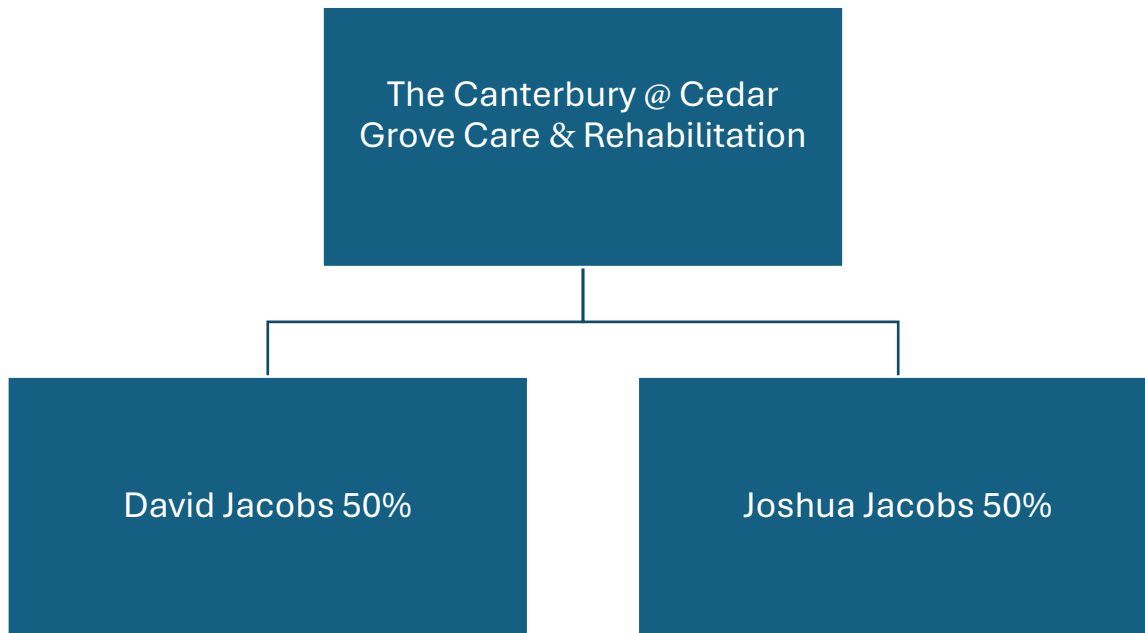 The Canterbury @ Cedar
Grove Care & Rehabilitation
David Jacobs 50%
Joshua Jacobs 50%